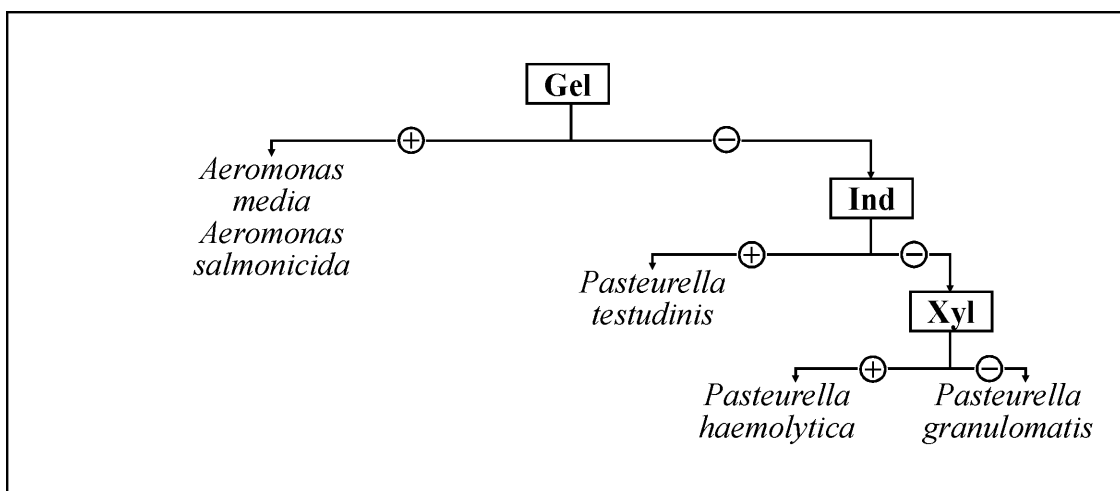 Gel
+
−
Aeromonas
media
Aeromonas
salmonicida
Ind
+
−
Pasteurella
testudinis
Xyl
+
−
Pasteurella
haemolytica
Pasteurella
granulomatis